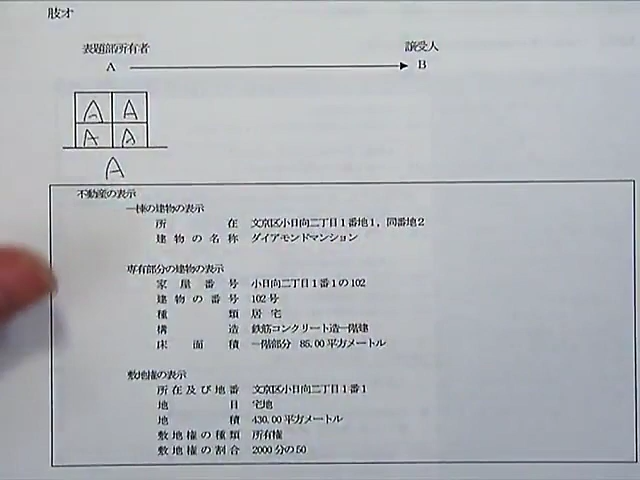 肢オ
表題部所有者 譲受人
A B
A A
A A
A
不動産の表示
一棟の建物の表示
所在 文京区小日向二丁目1番地1，同番地2
建物の名称 ダイアモンドマンション
専有部分の建物の表示
家屋番号 小日向二丁目1番1の102
建物の番号 102号
種類 居宅
構造 鉄筋コンクリート造一階建
床面積 一階部分 85.00平方メートル
敷地権の表示
所在及び地番 文京区小日向二丁目1番1
地目 宅地
地積 430.00平方メートル
敷地権の種類 所有権
敷地権の割合 2000分の50